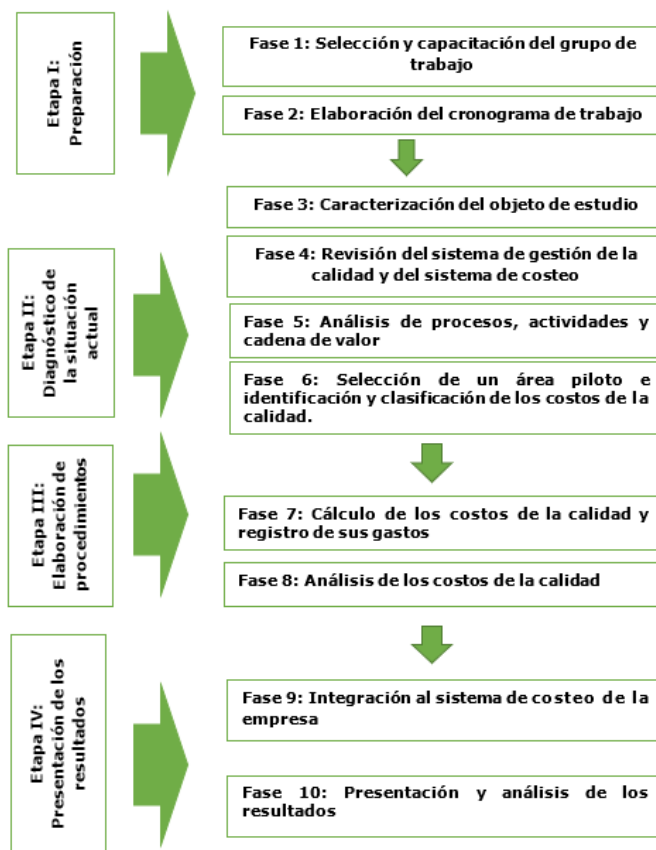 Etapa I:
Preparación
Fase 1: Selección y capacitación del grupo de
trabajo
Fase 2: Elaboración del cronograma de trabajo
Etapa II:
Diagnóstico de
la situación
actual
Fase 3: Caracterización del objeto de estudio
Fase 4: Revisión del sistema de gestión de la
calidad y del sistema de costeo
Fase 5: Análisis de procesos, actividades y
cadena de valor
Fase 6: Selección de un área piloto e
identificación y clasificación de los costos de la
calidad.
Etapa III:
Elaboración de
procedimientos
Fase 7: Cálculo de los costos de la calidad y
registro de sus gastos
Fase 8: Análisis de los costos de la calidad
Etapa IV:
Presentación de los
resultados
Fase 9: Integración al sistema de costeo de la
empresa
Fase 10: Presentación y análisis de los
resultados